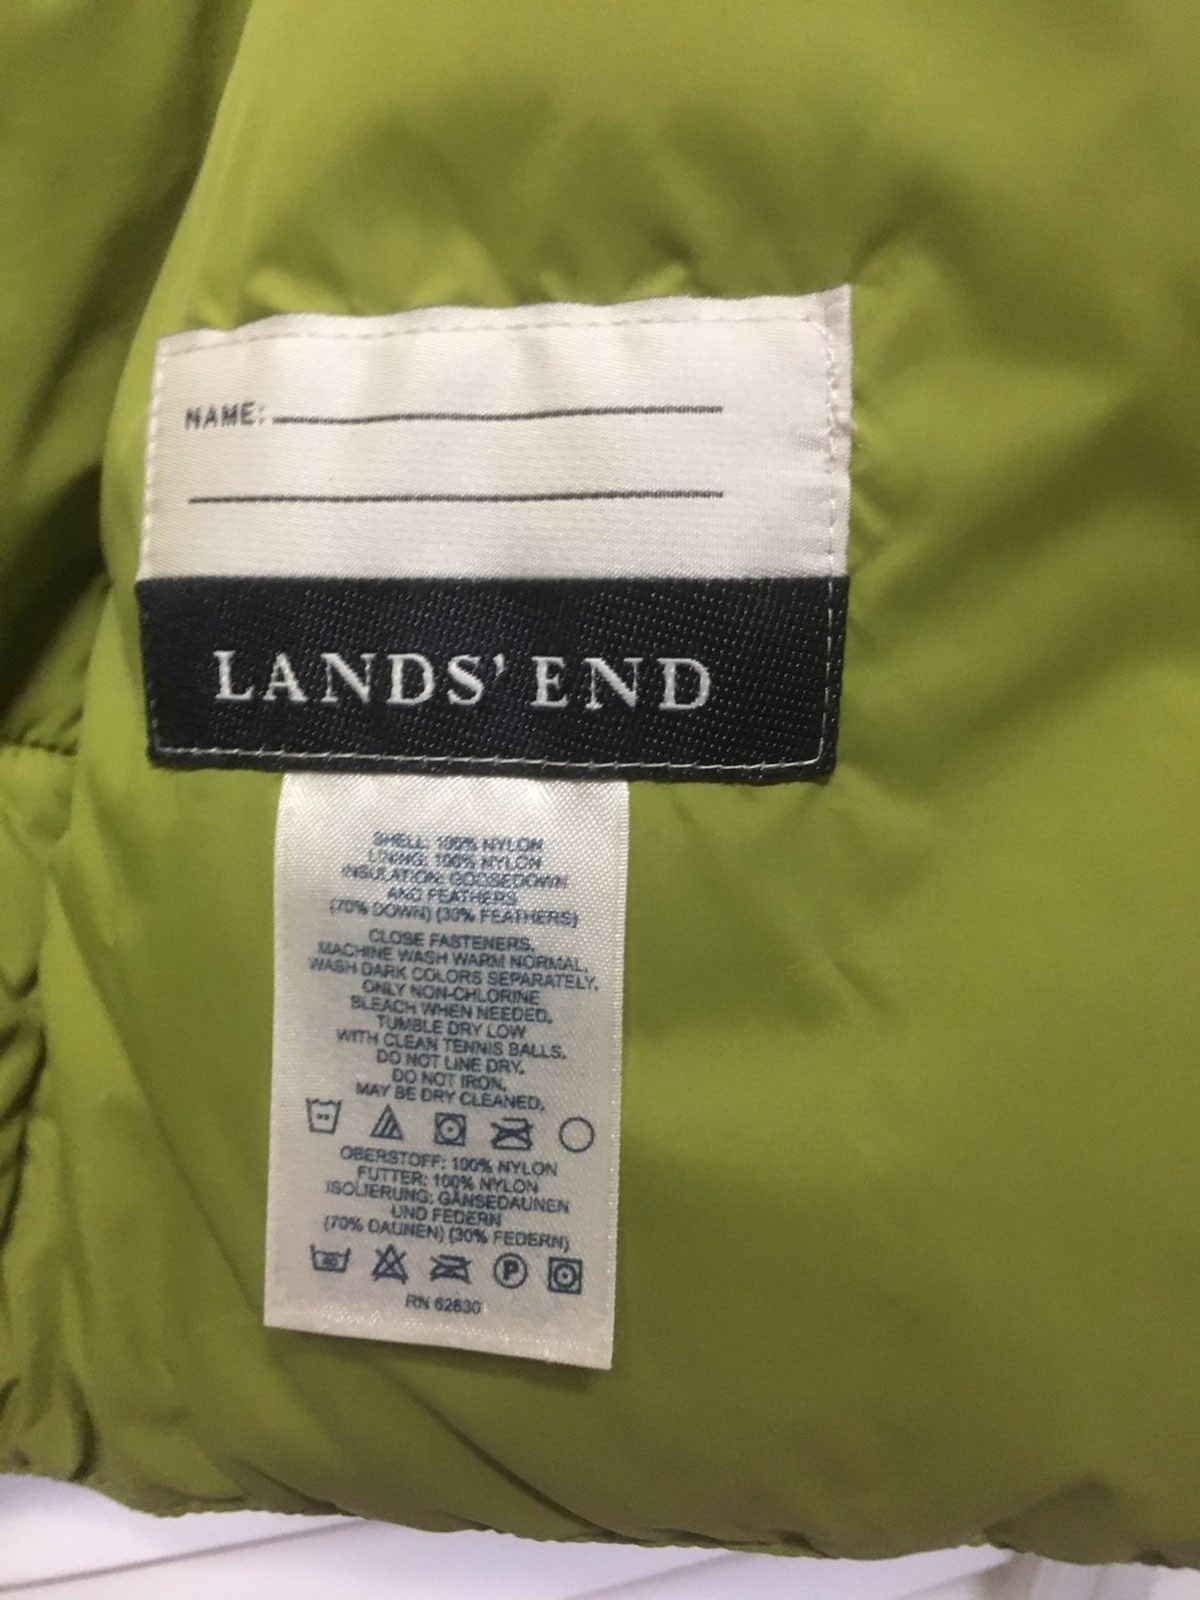 NAME:
LANDS' END
SHELL: 100% NYLON
LINING: 100% NYLON
INSULATION: GOOSEDOWN
AND FEATHERS
(70% DOWN) (30% FEATHERS)
CLOSE FASTENERS.
MACHINE WASH WARM NORMAL.
WASH DARK COLORS SEPARATELY.
ONLY NON-CHLORINE
BLEACH WHEN NEEDED.
TUMBLE DRY LOW
WITH CLEAN TENNIS BALLS.
DO NOT LINE DRY.
DO NOT IRON.
MAY BE DRY CLEANED.
OBERSTOFF: 100% NYLON
FUTTER: 100% NYLON
ISOLIERUNG: GÄNSEDAUNEN
UND FEDERN
(70% DAUNEN) (30% FEDERN)
40 P
RN 62830